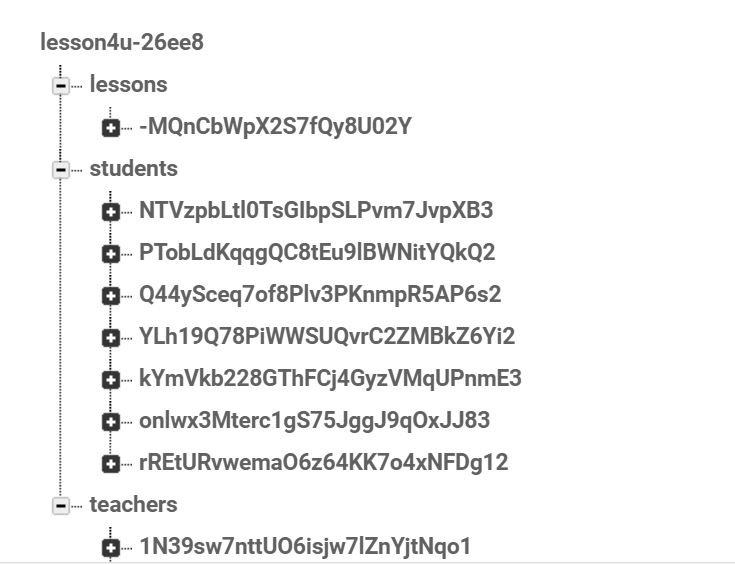 lesson4u-26ee8
lessons
-MQnCbWpX2S7fQy8U02Y
students
NTVzpbLtl0TsGIbpSLPvm7JvpXB3
PTobLdKqqgQC8tEu9lBWNitYQkQ2
Q44ySceq7of8Plv3PKnmpR5AP6s2
YLh19Q78PiWWSUQvrC2ZMBkZ6Yi2
kYmVkb228GThFCj4GyzVMqUPnmE3
onlwx3Mterc1gS75JggJ9qOxJJ83
rREtURvwemaO6z64KK7o4xNFDg12
teachers
1N39sw7nttUO6isjw7lZnYjtNqo1